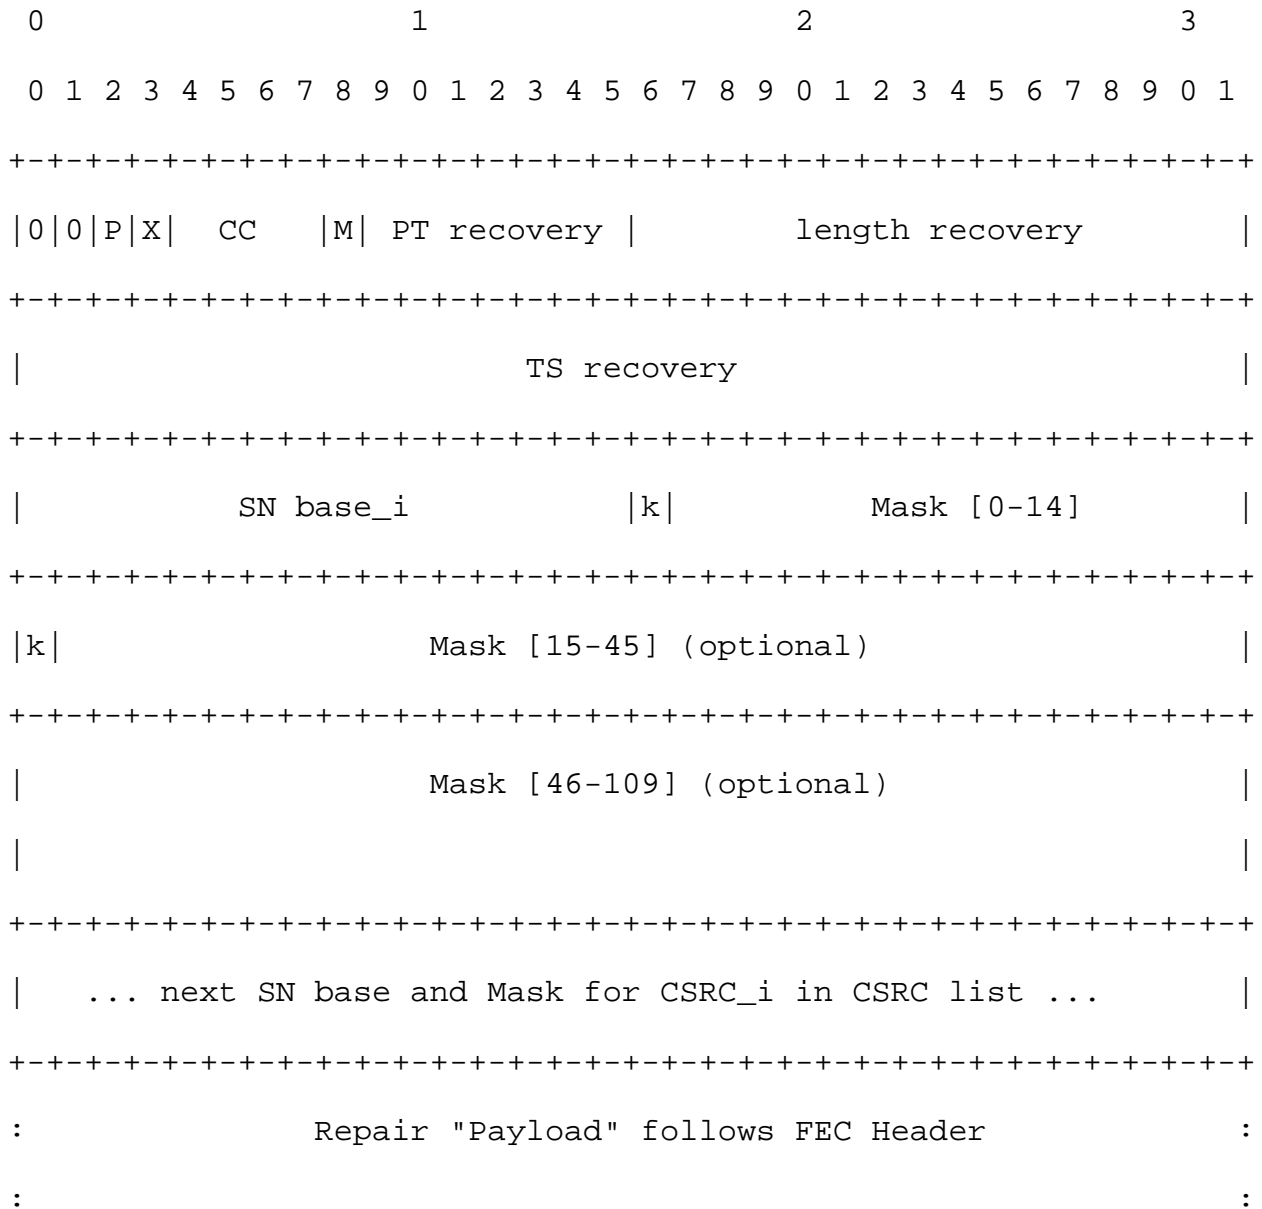 0                   1                   2                   3
 0 1 2 3 4 5 6 7 8 9 0 1 2 3 4 5 6 7 8 9 0 1 2 3 4 5 6 7 8 9 0 1
+-+-+-+-+-+-+-+-+-+-+-+-+-+-+-+-+-+-+-+-+-+-+-+-+-+-+-+-+-+-+-+-+
|0|0|P|X|  CC   |M| PT recovery |        length recovery        |
+-+-+-+-+-+-+-+-+-+-+-+-+-+-+-+-+-+-+-+-+-+-+-+-+-+-+-+-+-+-+-+-+
|                          TS recovery                          |
+-+-+-+-+-+-+-+-+-+-+-+-+-+-+-+-+-+-+-+-+-+-+-+-+-+-+-+-+-+-+-+-+
|           SN base_i           |k|          Mask [0-14]        |
+-+-+-+-+-+-+-+-+-+-+-+-+-+-+-+-+-+-+-+-+-+-+-+-+-+-+-+-+-+-+-+-+
|k|                   Mask [15-45] (optional)                   |
+-+-+-+-+-+-+-+-+-+-+-+-+-+-+-+-+-+-+-+-+-+-+-+-+-+-+-+-+-+-+-+-+
|                     Mask [46-109] (optional)                  |
|                                                               |
+-+-+-+-+-+-+-+-+-+-+-+-+-+-+-+-+-+-+-+-+-+-+-+-+-+-+-+-+-+-+-+-+
|   ... next SN base and Mask for CSRC_i in CSRC list ...       |
+-+-+-+-+-+-+-+-+-+-+-+-+-+-+-+-+-+-+-+-+-+-+-+-+-+-+-+-+-+-+-+-+
:               Repair "Payload" follows FEC Header             :
:                                                               :